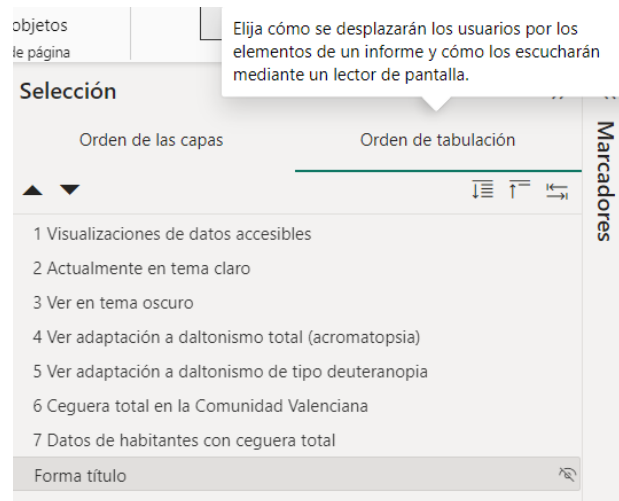 objetos
de página
Elija cómo se desplazarán los usuarios por los
elementos de un informe y cómo los escucharán
mediante un lector de pantalla.
Selección
Orden de las capas
Orden de tabulación
Marcadores
1 Visualizaciones de datos accesibles
2 Actualmente en tema claro
3 Ver en tema oscuro
4 Ver adaptación a daltonismo total (acromatopsia)
5 Ver adaptación a daltonismo de tipo deuteranopia
6 Ceguera total en la Comunidad Valenciana
7 Datos de habitantes con ceguera total
Forma título